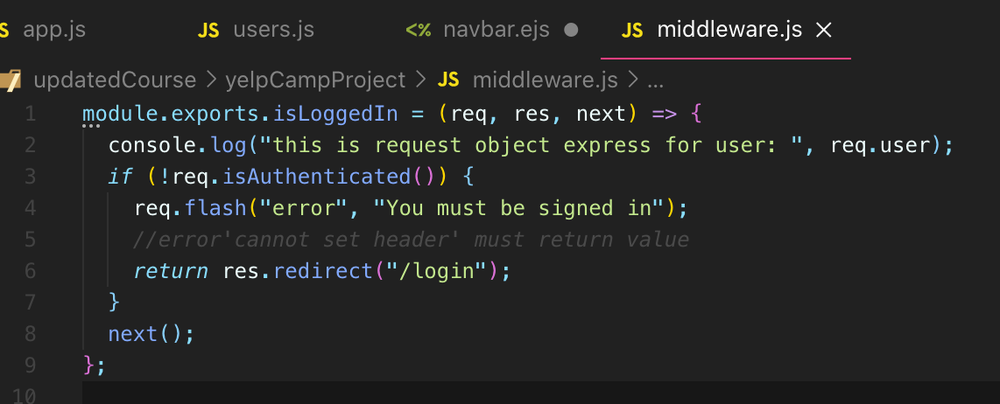 S app.js JS users.js <% navbar.ejs JS middleware.js
updatedCourse > yelpCampProject > JS middleware.js > ...
1 module.exports.isLoggedIn = (req, res, next) => {
2 console.log("this is request object express for user: ", req.user);
3 if (!req.isAuthenticated()) {
4 req.flash("error", "You must be signed in");
5 //error'cannot set header' must return value
6 return res.redirect("/login");
7 }
8 next();
9 };
10